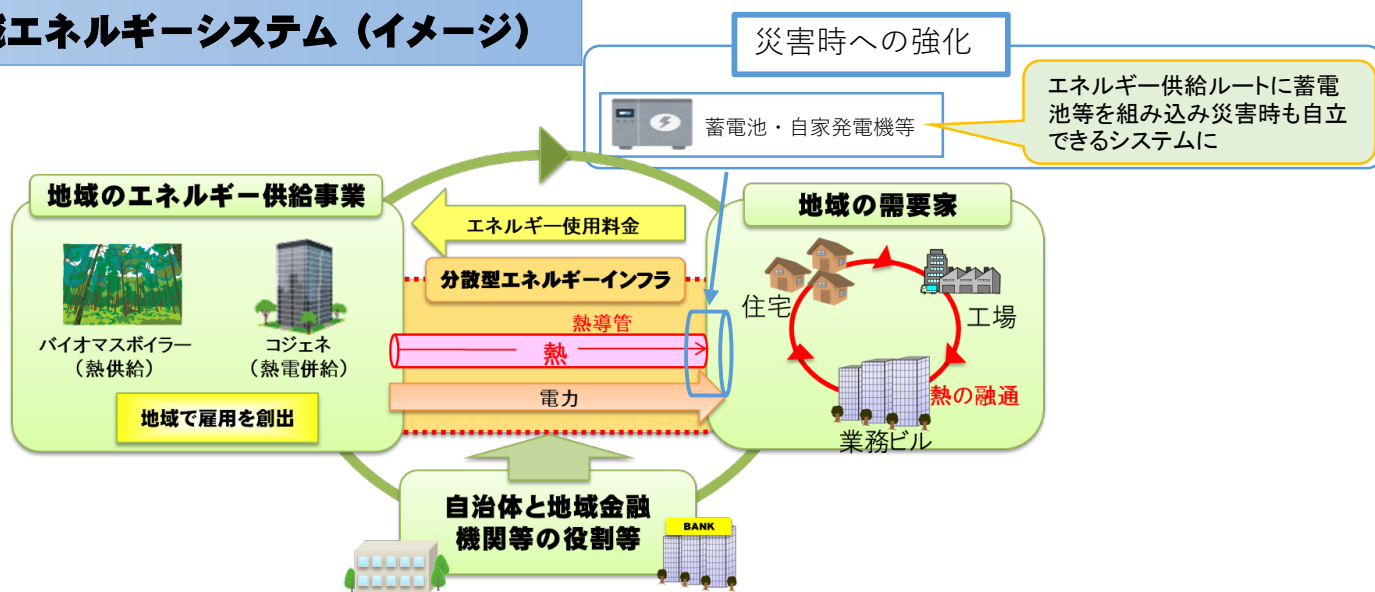 エネルギーシステム（イメージ）
災害時への強化
蓄電池・自家発電機等
エネルギー供給ルートに蓄電
池等を組み込み災害時も自立
できるシステムに
地域のエネルギー供給事業
バイオマスボイラー
（熱供給）
コジェネ
（熱電併給）
地域で雇用を創出
エネルギー使用料金
分散型エネルギーインフラ
熱導管
熱
電力
地域の需要家
住宅
工場
熱の融通
業務ビル
自治体と地域金融
機関等の役割等
BANK